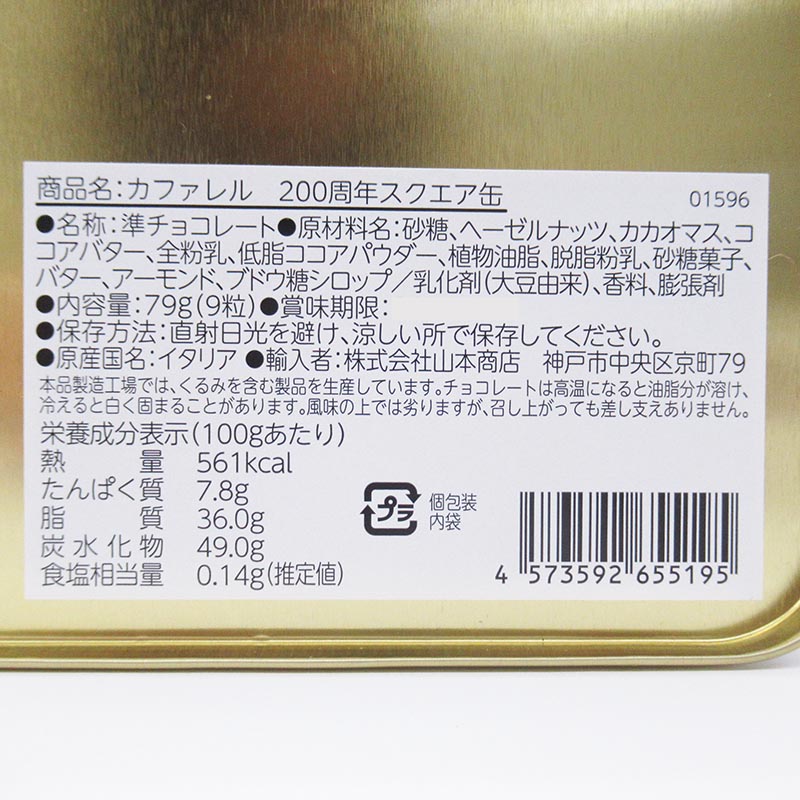 商品名：カファレル　200周年スクエア缶
01596
●名称：準チョコレート●原材料名：砂糖、ヘーゼルナッツ、カカオマス、コ
コアバター、全粉乳、低脂ココアパウダー、植物油脂、脱脂粉乳、砂糖菓子、
バター、アーモンド、ブドウ糖シロップ／乳化剤（大豆由来）、香料、膨張剤
●内容量：79g（9粒）●賞味期限：
●保存方法：直射日光を避け、涼しい所で保存してください。
●原産国名：イタリア ●輸入者：株式会社山本商店　神戸市中央区京町79
本品製造工場では、くるみを含む製品を生産しています。チョコレートは高温になると油脂分が溶け、
冷えると白く固まることがあります。風味の上では劣りますが、召し上がっても差し支えありません。
栄養成分表示（100gあたり）
熱量 561kcal
たんぱく質 7.8g
脂質 36.0g
炭水化物 49.0g
食塩相当量 0.14g（推定値）
プラ
個包装
内袋
4 573592 655195